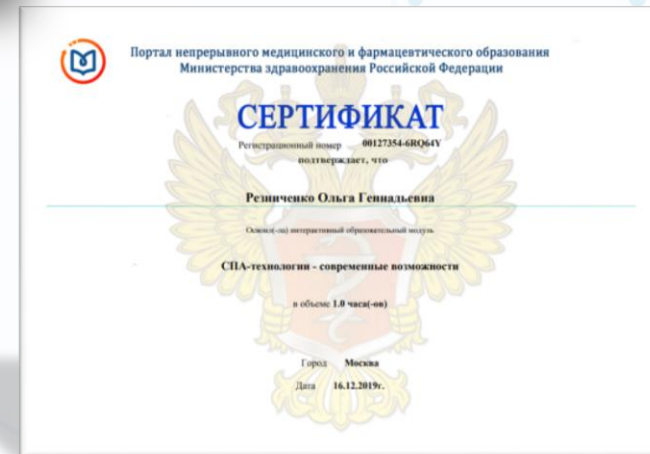 Портал непрерывного медицинского и фармацевтического образования
Министерства здравоохранения Российской Федерации
СЕРТИФИКАТ
Регистрационный номер 00127354-6RQ64Y
подтверждает, что
Резниченко Ольга Геннадьевна
Освоил(-ла) интерактивный образовательный модуль
СПА-технологии - современные возможности
в объеме 1.0 часа(-ов)
Город Москва
Дата 16.12.2019г.